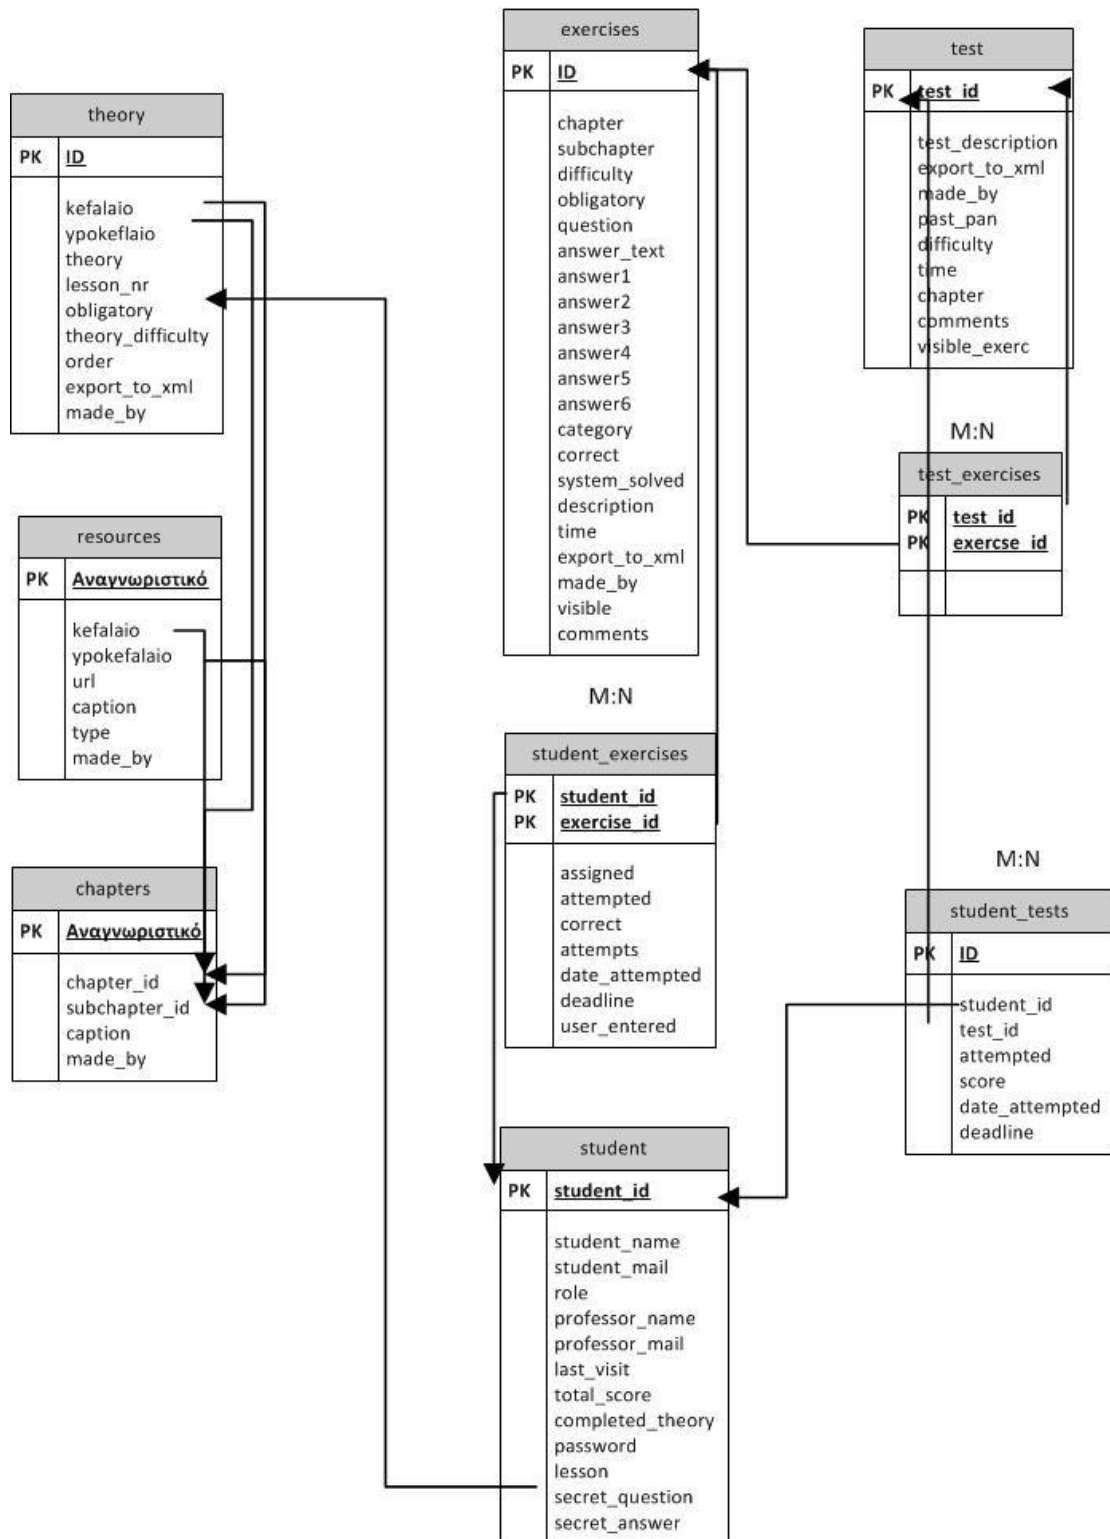 theory
PK ID
kefalaio
ypokeflaio
theory
lesson_nr
obligatory
theory_difficulty
order
export_to_xml
made_by
resources
PK Αναγνωριστικό
kefalaio
ypokefalaio
url
caption
type
made_by
chapters
PK Αναγνωριστικό
chapter_id
subchapter_id
caption
made_by
exercises
PK ID
chapter
subchapter
difficulty
obligatory
question
answer_text
answer1
answer2
answer3
answer4
answer5
answer6
category
correct
system_solved
description
time
export_to_xml
made_by
visible
comments
M:N
student_exercises
PK student_id
PK exercise_id
assigned
attempted
correct
attempts
date_attempted
deadline
user_entered
student
PK student_id
student_name
student_mail
role
professor_name
professor_mail
last_visit
total_score
completed_theory
password
lesson
secret_question
secret_answer
test
PK test_id
test_description
export_to_xml
made_by
past_pan
difficulty
time
chapter
comments
visible_exerc
M:N
test_exercises
PK test_id
PK exercse_id
M:N
student_tests
PK ID
student_id
test_id
attempted
score
date_attempted
deadline